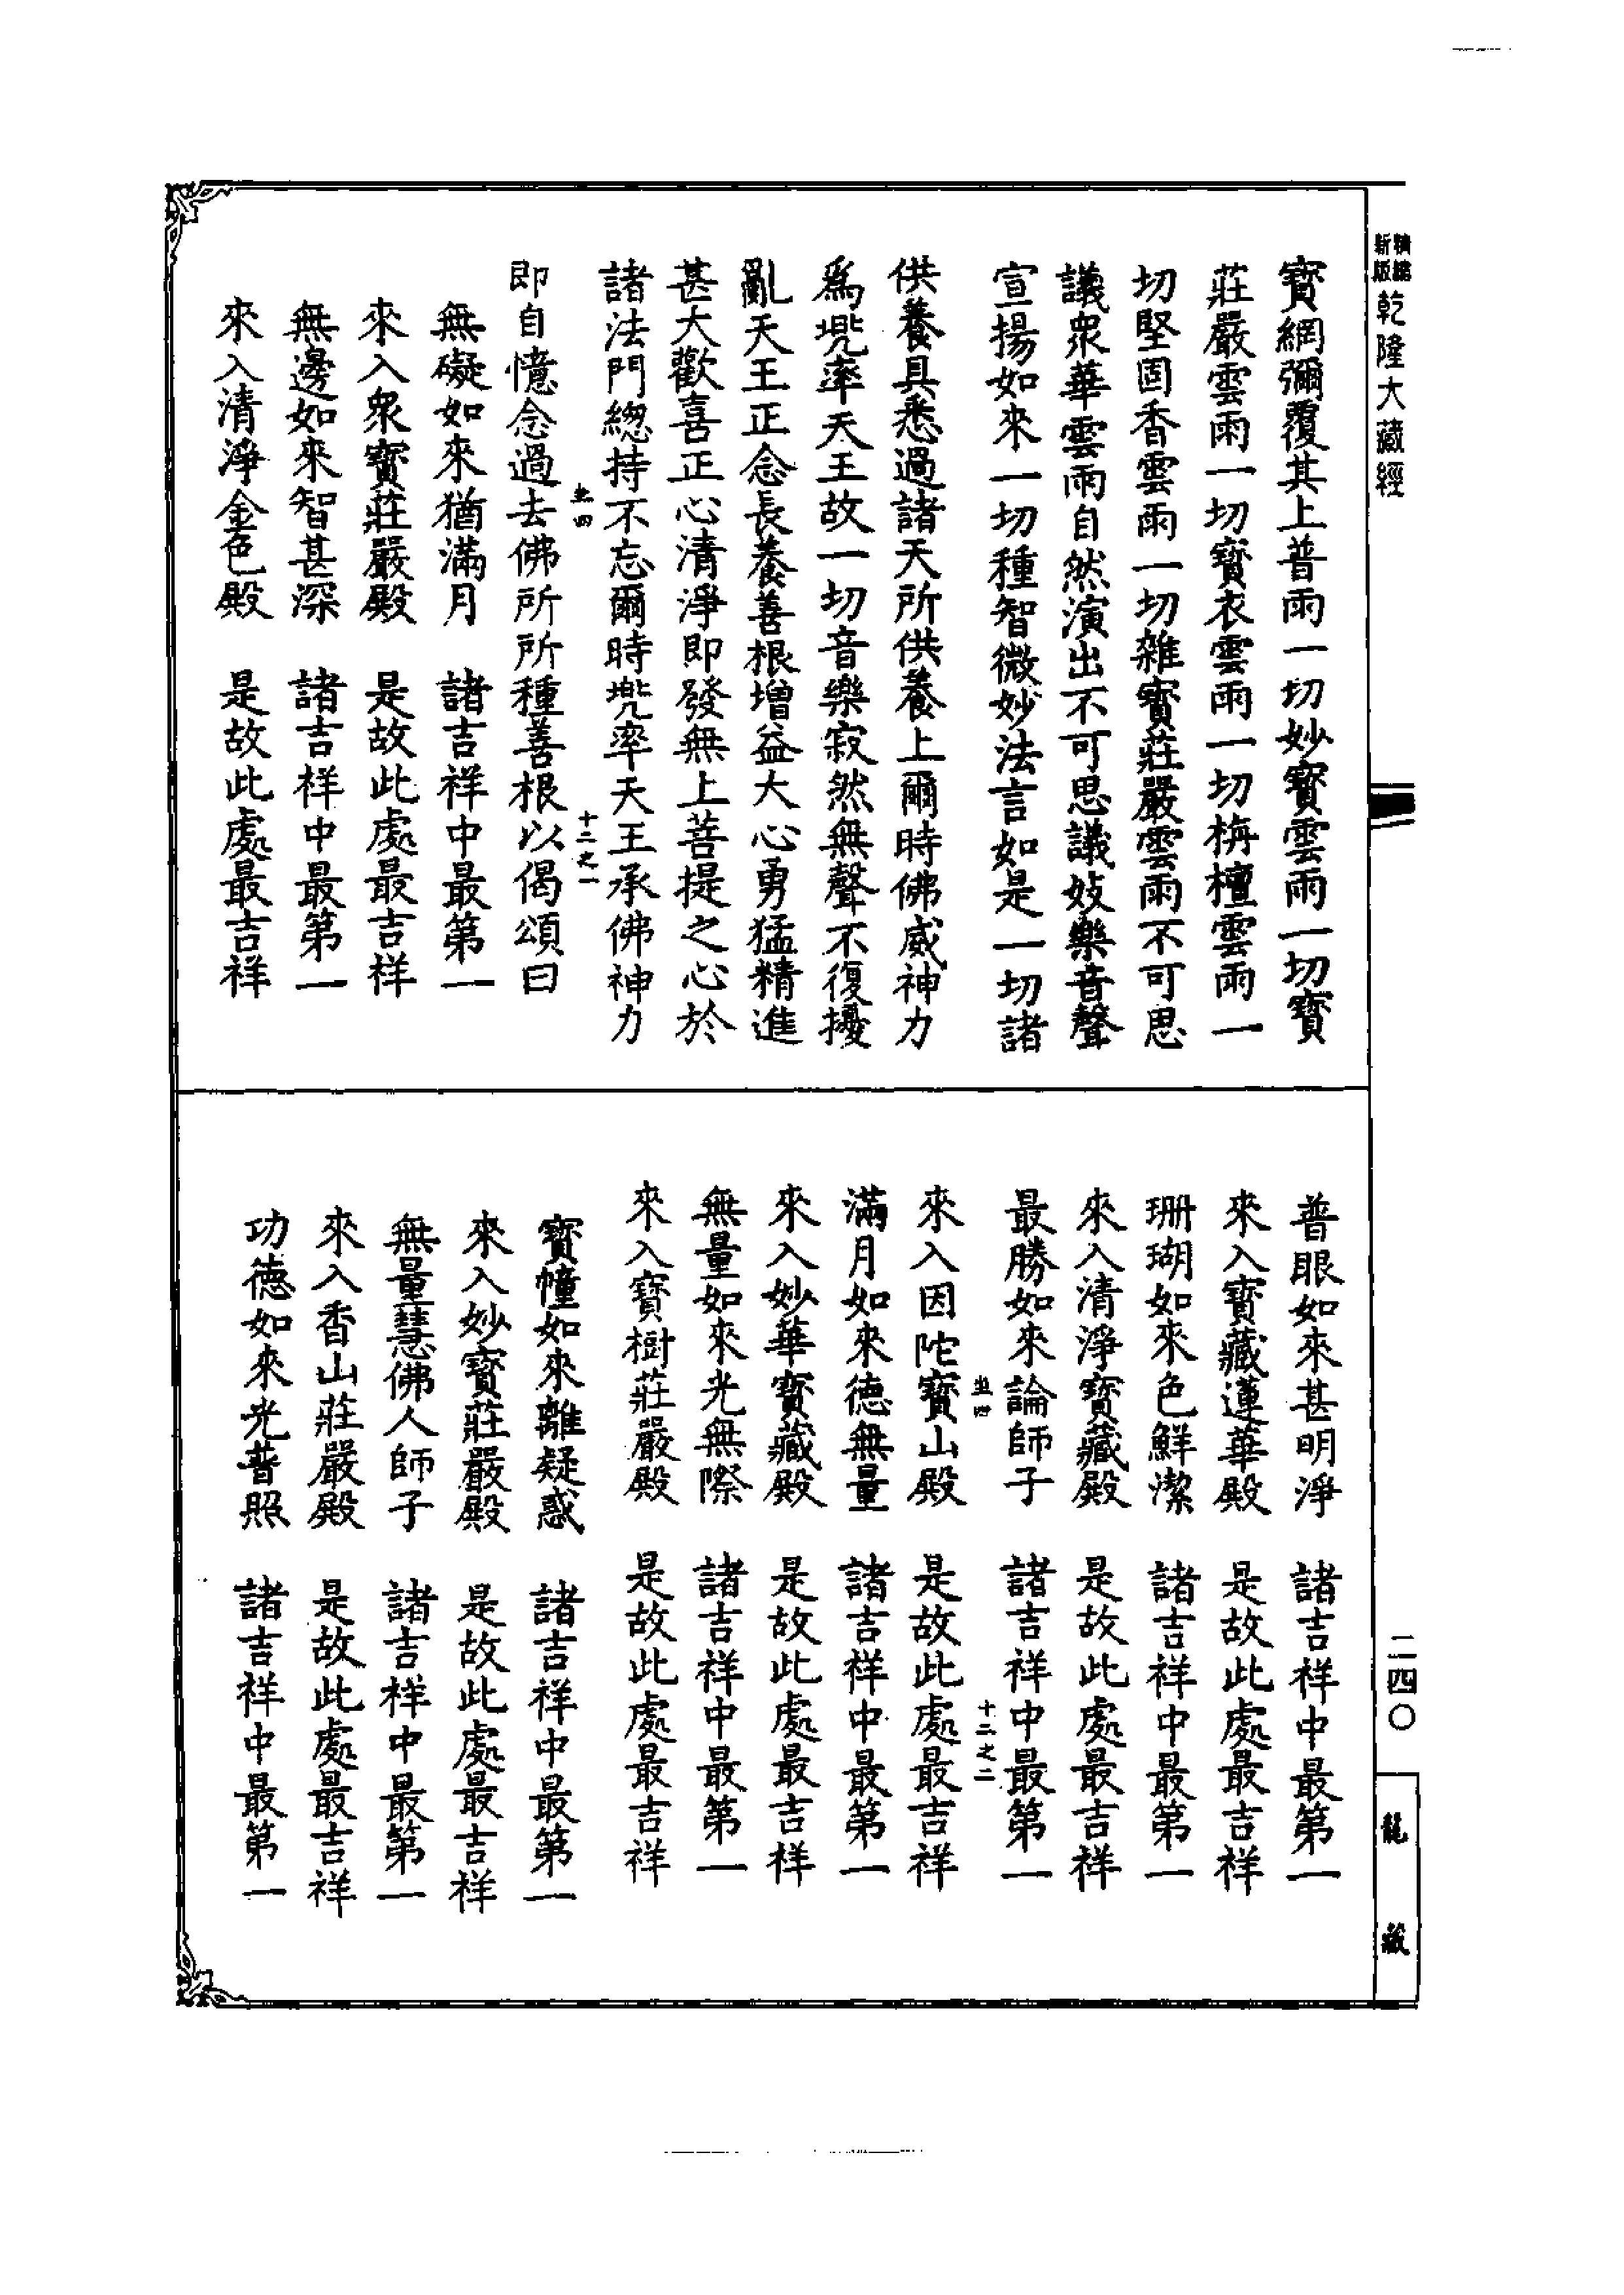 新版
精縮
乾隆大藏經
寶網彌覆其上普雨一切妙寶雲雨一切寶
莊嚴雲雨一切寶衣雲雨一切栴檀雲雨一
切堅固香雲雨一切雜寶莊嚴雲雨不可思
議衆華雲雨自然演出不可思議妓樂音聲
宣揚如來一切種智微妙法言如是一切諸
供養具悉過諸天所供養上爾時佛威神力
爲兠率天王故一切音樂寂然無聲不復擾
亂天王正念長養善根增益大心勇猛精進
甚大歡喜正心清淨即發無上菩提之心於
諸法門緫持不忘爾時兠率天王承佛神力
十二之一
即自憶念過去佛所所種善根以偈頌曰
無礙如來猶滿月　諸吉祥中最第一
來入衆寶莊嚴殿　是故此處最吉祥
無邊如來智甚深　諸吉祥中最第一
來入清淨金色殿　是故此處最吉祥
普眼如來甚明淨　諸吉祥中最第一
來入寶藏蓮華殿　是故此處最吉祥
珊瑚如來色鮮潔　諸吉祥中最第一
來入清淨寶藏殿　是故此處最吉祥
最勝如來論師子　諸吉祥中最第一
十二之二
來入因陀寶山殿　是故此處最吉祥
滿月如來德無量　諸吉祥中最第一
來入妙華寶藏殿　是故此處最吉祥
無量如來光無際　諸吉祥中最第一
來入寶樹莊嚴殿　是故此處最吉祥
寶幢如來離疑惑　諸吉祥中最第一
來入妙寶莊嚴殿　是故此處最吉祥
無量慧佛人師子　諸吉祥中最第一
來入香山莊嚴殿　是故此處最吉祥
功德如來光普照　諸吉祥中最第一
二四〇
龍藏